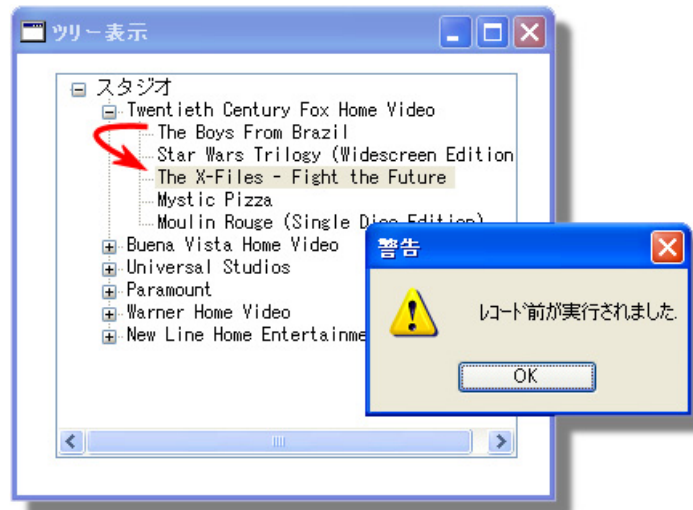 ツリー表示
スタジオ
Twentieth Century Fox Home Video
The Boys From Brazil
Star Wars Trilogy (Widescreen Edition
The X-Files - Fight the Future
Mystic Pizza
Moulin Rouge (Single Disc Edition)
Buena Vista Home Video
Universal Studios
Paramount
Warner Home Video
New Line Home Entertainme
警告
レコード前が実行されました.
OK